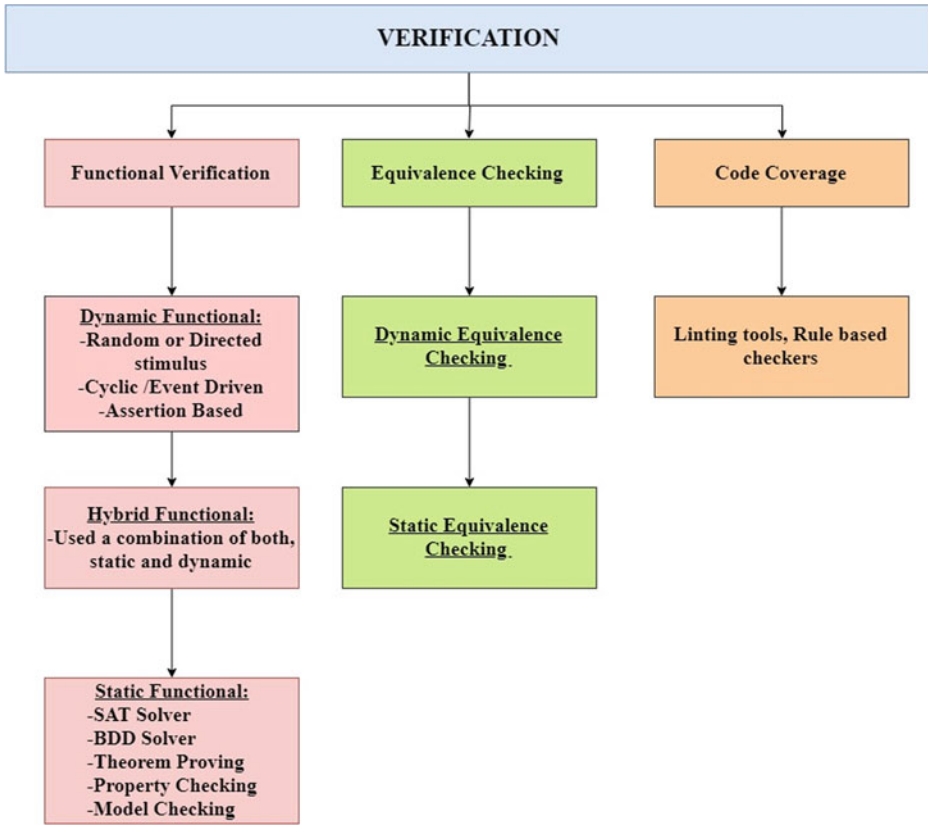 VERIFICATION
Functional Verification
Equivalence Checking
Code Coverage
Dynamic Functional:
-Random or Directed
stimulus
-Cyclic /Event Driven
-Assertion Based
Dynamic Equivalence
Checking
Linting tools, Rule based
checkers
Hybrid Functional:
-Used a combination of both,
static and dynamic
Static Equivalence
Checking
Static Functional:
-SAT Solver
-BDD Solver
-Theorem Proving
-Property Checking
-Model Checking